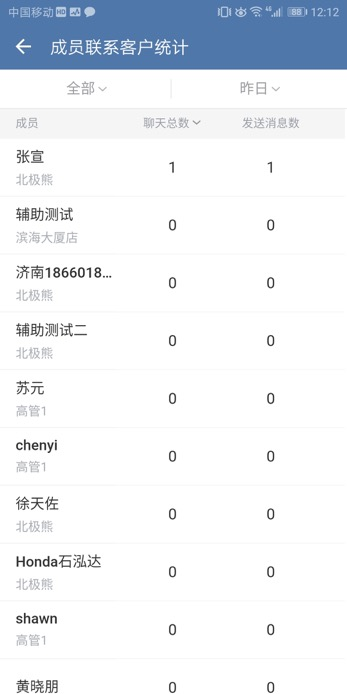 中国移动 HD 4G 88 12:12
成员联系客户统计
全部 昨日
成员 聊天总数 发送消息数
张宣 1 1
北极熊
辅助测试 0 0
滨海大厦店
济南1866018... 0 0
北极熊
辅助测试二 0 0
北极熊
苏元 0 0
高管1
chenyi 0 0
高管1
徐天佐 0 0
北极熊
Honda石泓达 0 0
北极熊
shawn 0 0
高管1
黄晓朋 0 0